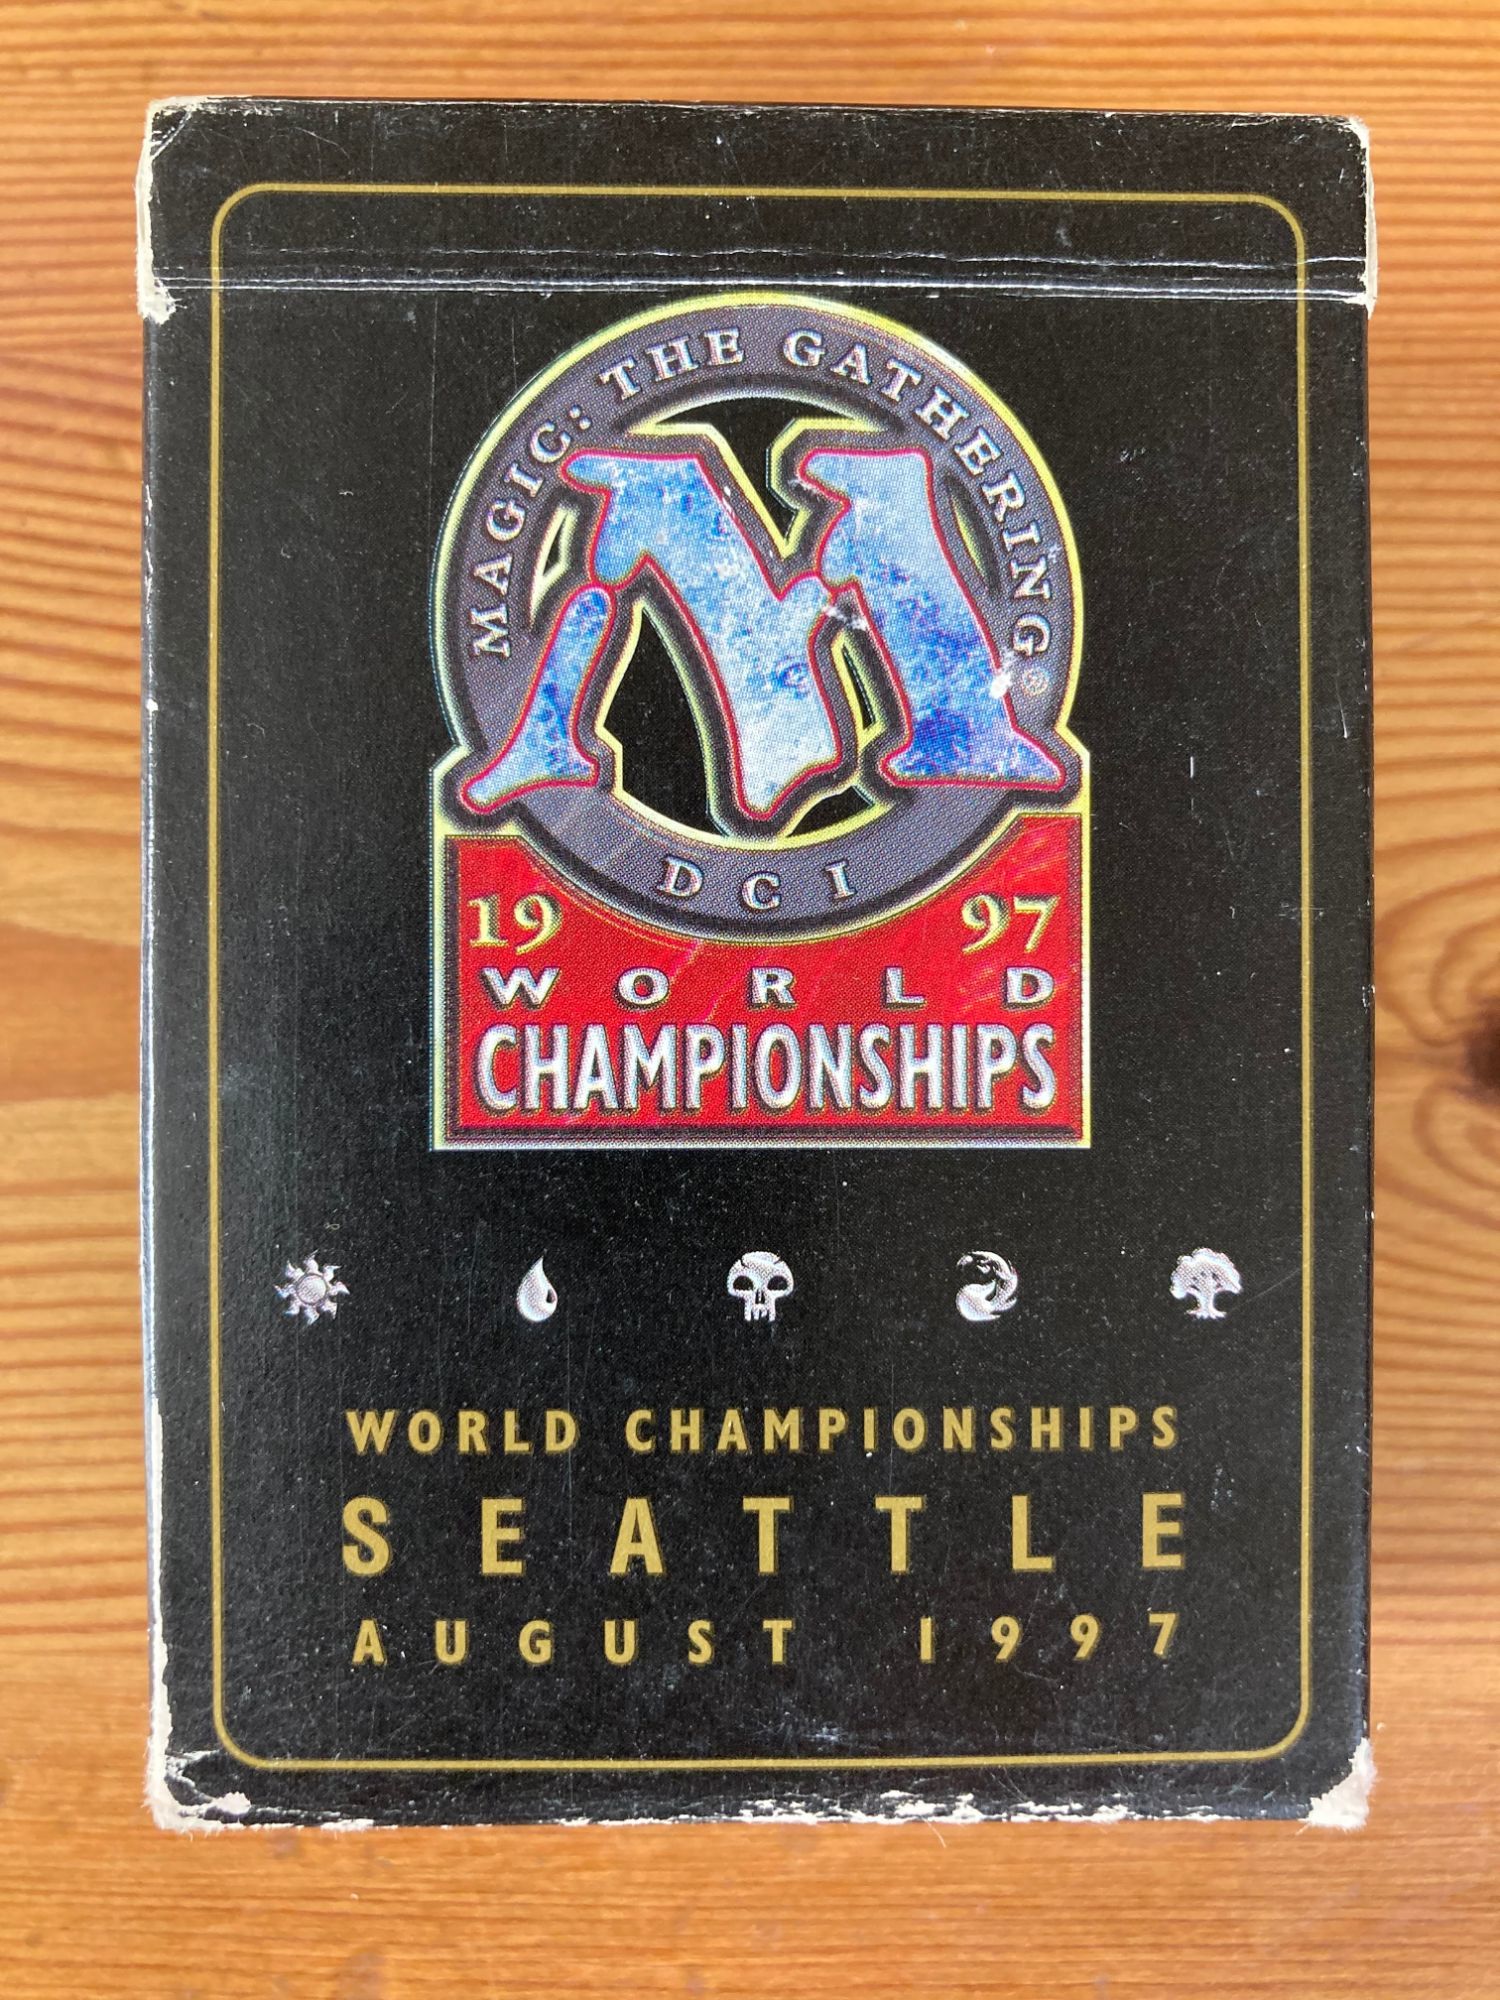 MAGIC: THE GATHERING®
DCI
19 97
WORLD
CHAMPIONSHIPS
WORLD CHAMPIONSHIPS
SEATTLE
AUGUST 1997